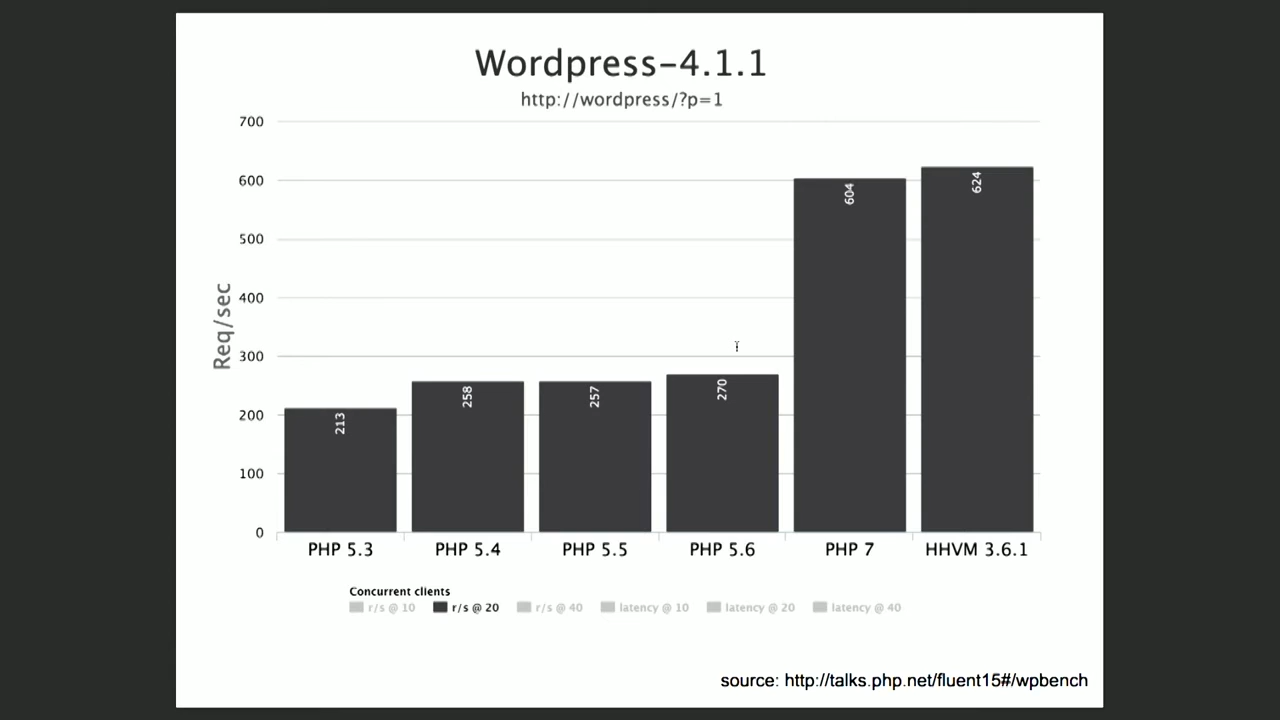 Wordpress-4.1.1
http://wordpress/?p=1
700
600
500
400
300
200
100
0
Req/sec
213
258
257
270
604
624
PHP 5.3
PHP 5.4
PHP 5.5
PHP 5.6
PHP 7
HHVM 3.6.1
Concurrent clients
r/s @ 10 r/s @ 20 r/s @ 40 latency @ 10 latency @ 20 latency @ 40
source: http://talks.php.net/fluent15#/wpbench